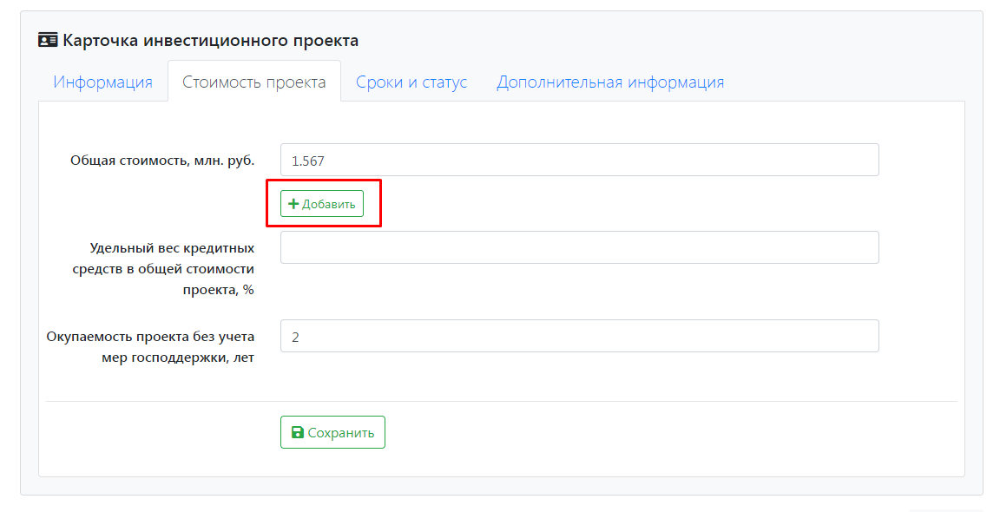 Карточка инвестиционного проекта
Информация
Стоимость проекта
Сроки и статус
Дополнительная информация
Общая стоимость, млн. руб.
1.567
Добавить
Удельный вес кредитных
средств в общей стоимости
проекта, %
Окупаемость проекта без учета
мер господдержки, лет
2
Сохранить